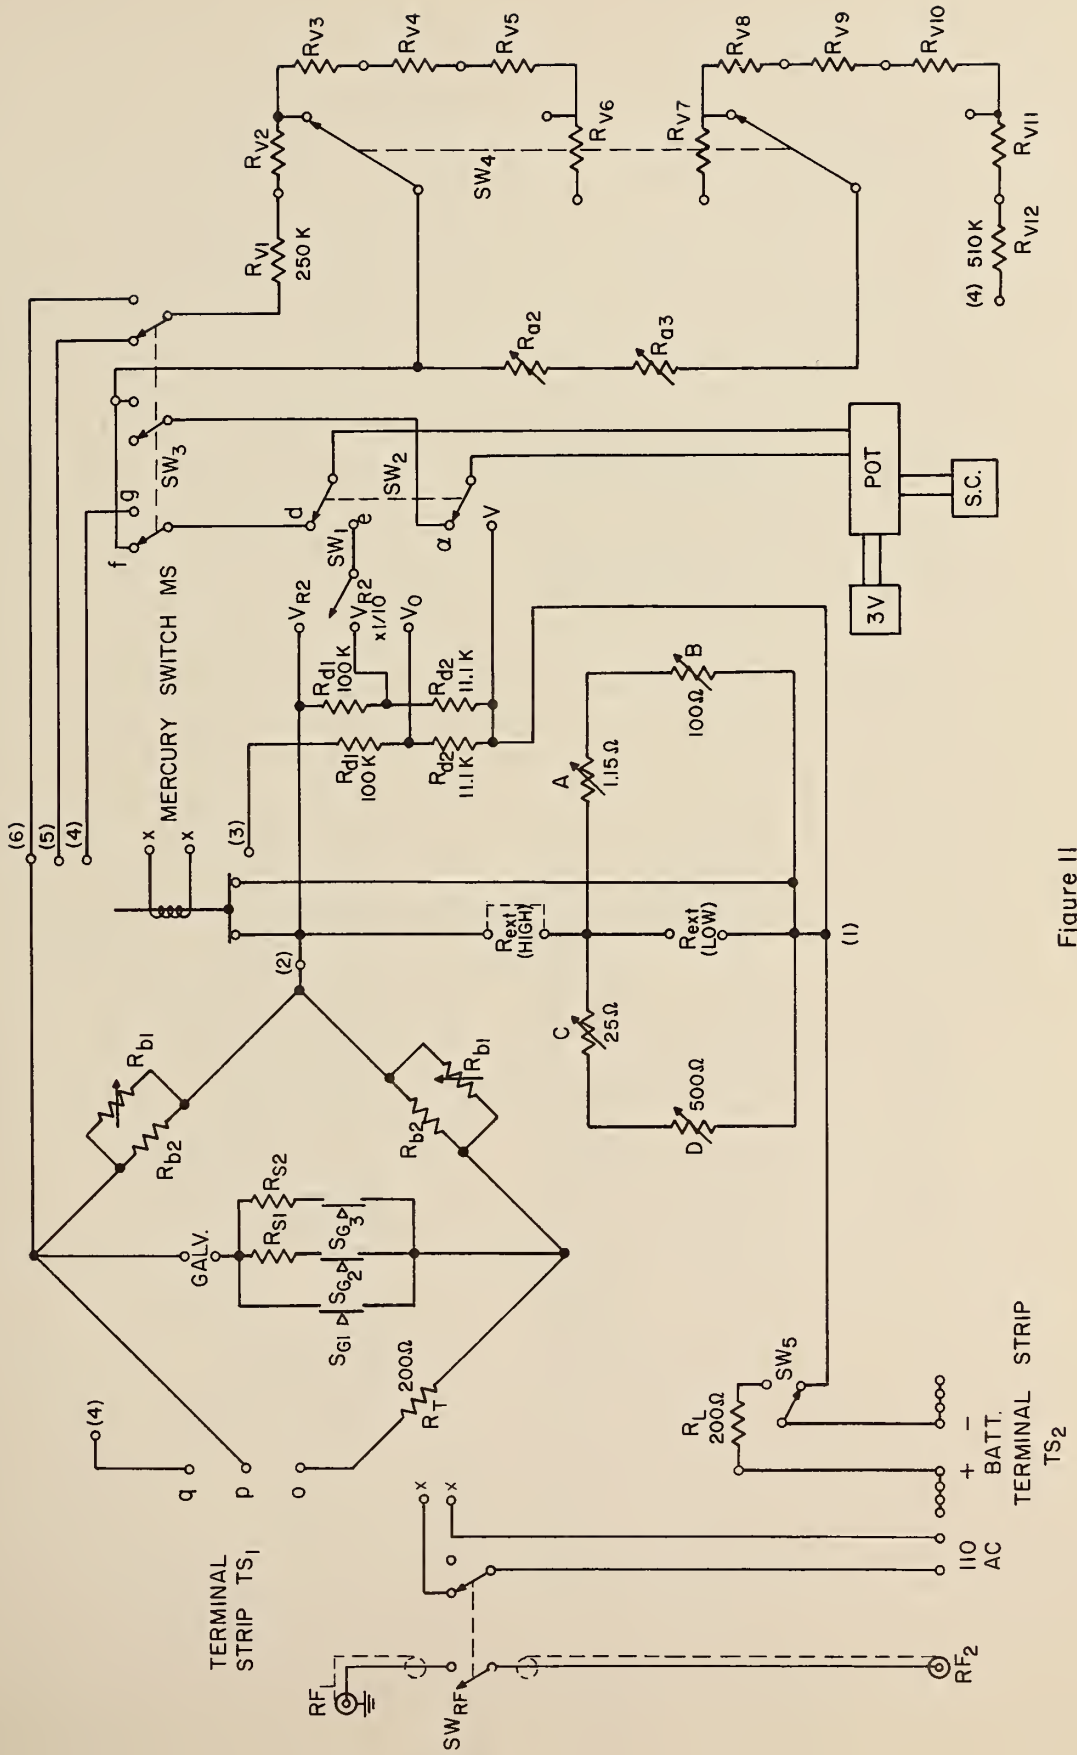 RV3
RV4
RV5
RV8
RV9
RV10
RV2
RV1
250K
SW4
RV6
RV7
RV11
RV12
(4) 510K
Ra2
Ra3
SW3
f
g
d
SW2
SW1
e
a
V
POT
S.C.
3V
MERCURY SWITCH MS
VR2
VR2
x1/10
VO
Rd1
100K
Rd2
11.1K
Rd1
100K
Rd2
11.1K
(6)
(5)
(4)
x
x
(3)
A
1.15Ω
B
100Ω
Rext
(HIGH)
Rext
(LOW)
(1)
(2)
C
25Ω
D
500Ω
Rb1
Rb2
Rb1
Rb2
GALV.
RS1
RS2
SG1
SG2
SG3
RT
200Ω
(4)
q
p
o
TERMINAL
STRIP TS1
RL
200Ω
SW5
x
x
+
-
BATT.
TERMINAL STRIP
TS2
110
AC
RF1
SWRF
RF2
Figure 11